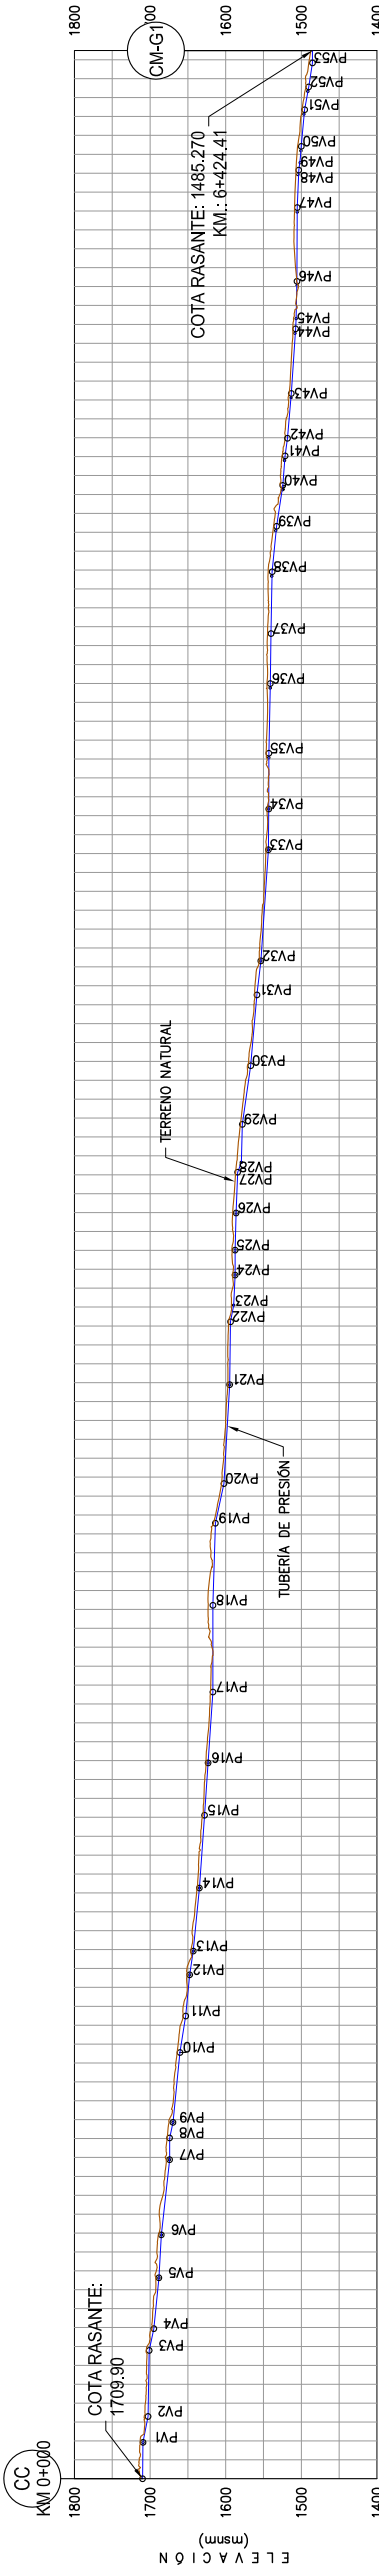 CC
KM 0+000
1800
1700
1600
1500
1400
ELEVACIÓN
(msnm)
COTA RASANTE:
1709.90
PV1
PV2
PV3
PV4
PV5
PV6
PV7
PV8
PV9
PV10
PV11
PV12
PV13
PV14
PV15
PV16
PV17
PV18
PV19
PV20
TUBERÍA DE PRESIÓN
PV21
PV22
PV23
PV24
PV25
PV26
PV27
PV28
TERRENO NATURAL
PV29
PV30
PV31
PV32
PV33
PV34
PV35
PV36
PV37
PV38
PV39
PV40
PV41
PV42
PV43
PV44
PV45
PV46
PV47
PV48
PV49
PV50
PV51
PV52
PV53
COTA RASANTE: 1485.270
KM.: 6+424.41
CM-G1
1800
1700
1600
1500
1400